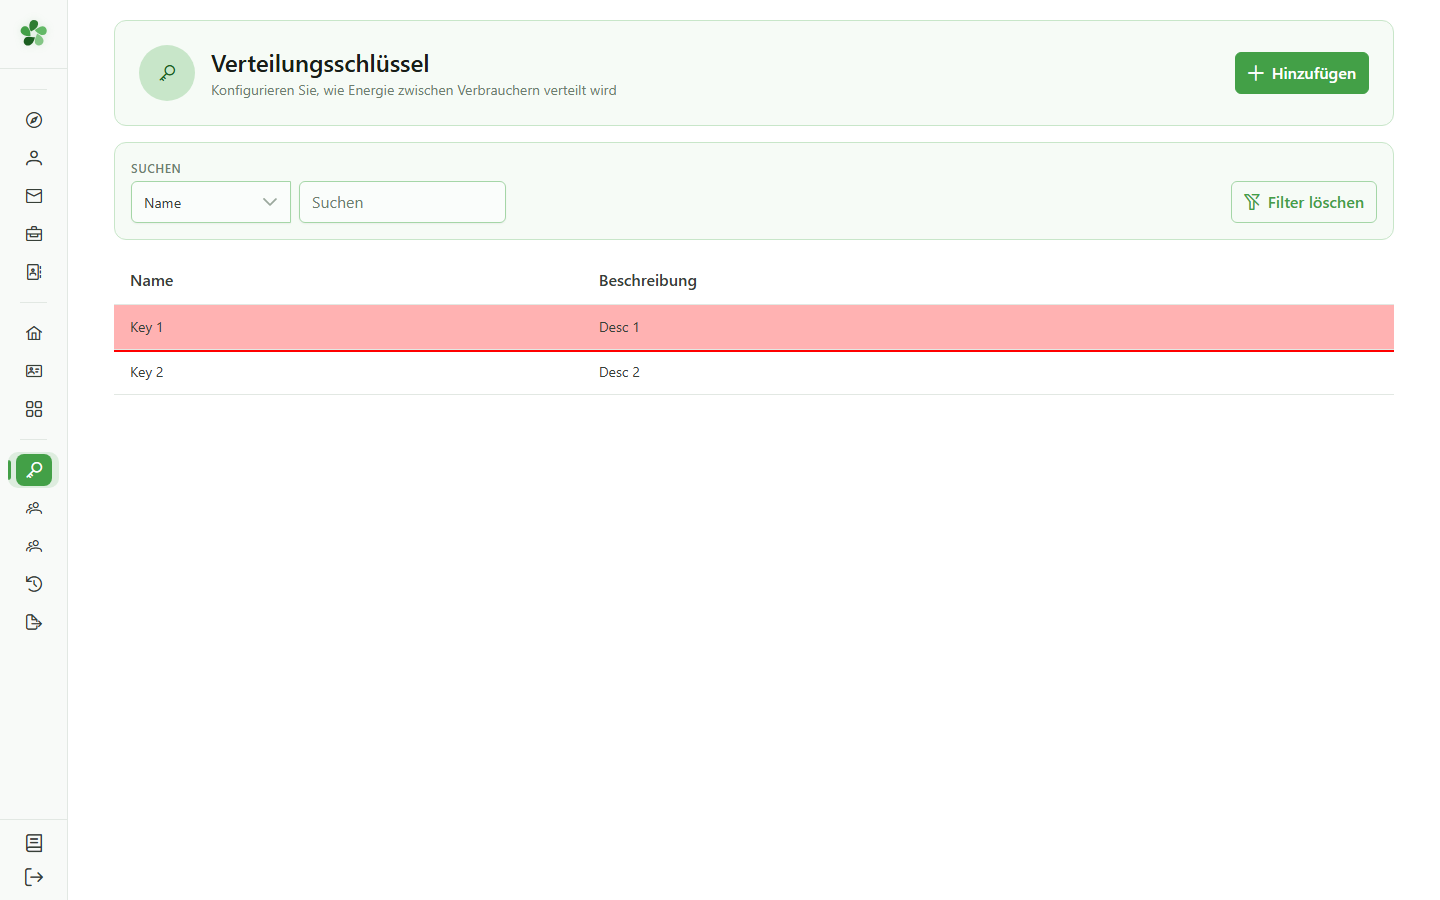 Verteilungsschlüssel
Konfigurieren Sie, wie Energie zwischen Verbrauchern verteilt wird
Hinzufügen
SUCHEN
Name
Suchen
Filter löschen
Name Beschreibung
Key 1 Desc 1
Key 2 Desc 2